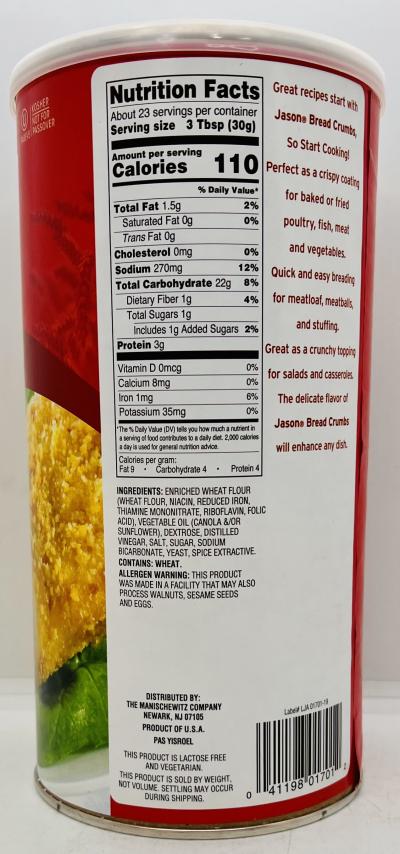 KOSHER
NOT FOR
PASSOVER
Nutrition Facts
About 23 servings per container
Serving size 3 Tbsp (30g)
Amount per serving
Calories 110
% Daily Value*
Total Fat 1.5g 2%
Saturated Fat 0g 0%
Trans Fat 0g
Cholesterol 0mg 0%
Sodium 270mg 12%
Total Carbohydrate 22g 8%
Dietary Fiber 1g 4%
Total Sugars 1g
Includes 1g Added Sugars 2%
Protein 3g
Vitamin D 0mcg 0%
Calcium 8mg 0%
Iron 1mg 6%
Potassium 35mg 0%
*The % Daily Value (DV) tells you how much a nutrient in
a serving of food contributes to a daily diet. 2,000 calories
a day is used for general nutrition advice.
Calories per gram:
Fat 9 • Carbohydrate 4 • Protein 4
INGREDIENTS: ENRICHED WHEAT FLOUR
(WHEAT FLOUR, NIACIN, REDUCED IRON,
THIAMINE MONONITRATE, RIBOFLAVIN, FOLIC
ACID), VEGETABLE OIL (CANOLA &/OR
SUNFLOWER), DEXTROSE, DISTILLED
VINEGAR, SALT, SUGAR, SODIUM
BICARBONATE, YEAST, SPICE EXTRACTIVE.
CONTAINS: WHEAT.
ALLERGEN WARNING: THIS PRODUCT
WAS MADE IN A FACILITY THAT MAY ALSO
PROCESS WALNUTS, SESAME SEEDS
AND EGGS.
DISTRIBUTED BY:
THE MANISCHEWITZ COMPANY
NEWARK, NJ 07105
PRODUCT OF U.S.A.
PAS YISROEL
THIS PRODUCT IS LACTOSE FREE
AND VEGETARIAN.
THIS PRODUCT IS SOLD BY WEIGHT,
NOT VOLUME. SETTLING MAY OCCUR
DURING SHIPPING.
Great recipes start with
Jason® Bread Crumbs,
So Start Cooking!
Perfect as a crispy coating
for baked or fried
poultry, fish, meat
and vegetables.
Quick and easy breading
for meatloaf, meatballs,
and stuffing.
Great as a crunchy topping
for salads and casseroles.
The delicate flavor of
Jason® Bread Crumbs
will enhance any dish.
Label# LJA 01701-19
0 41198 01701 2